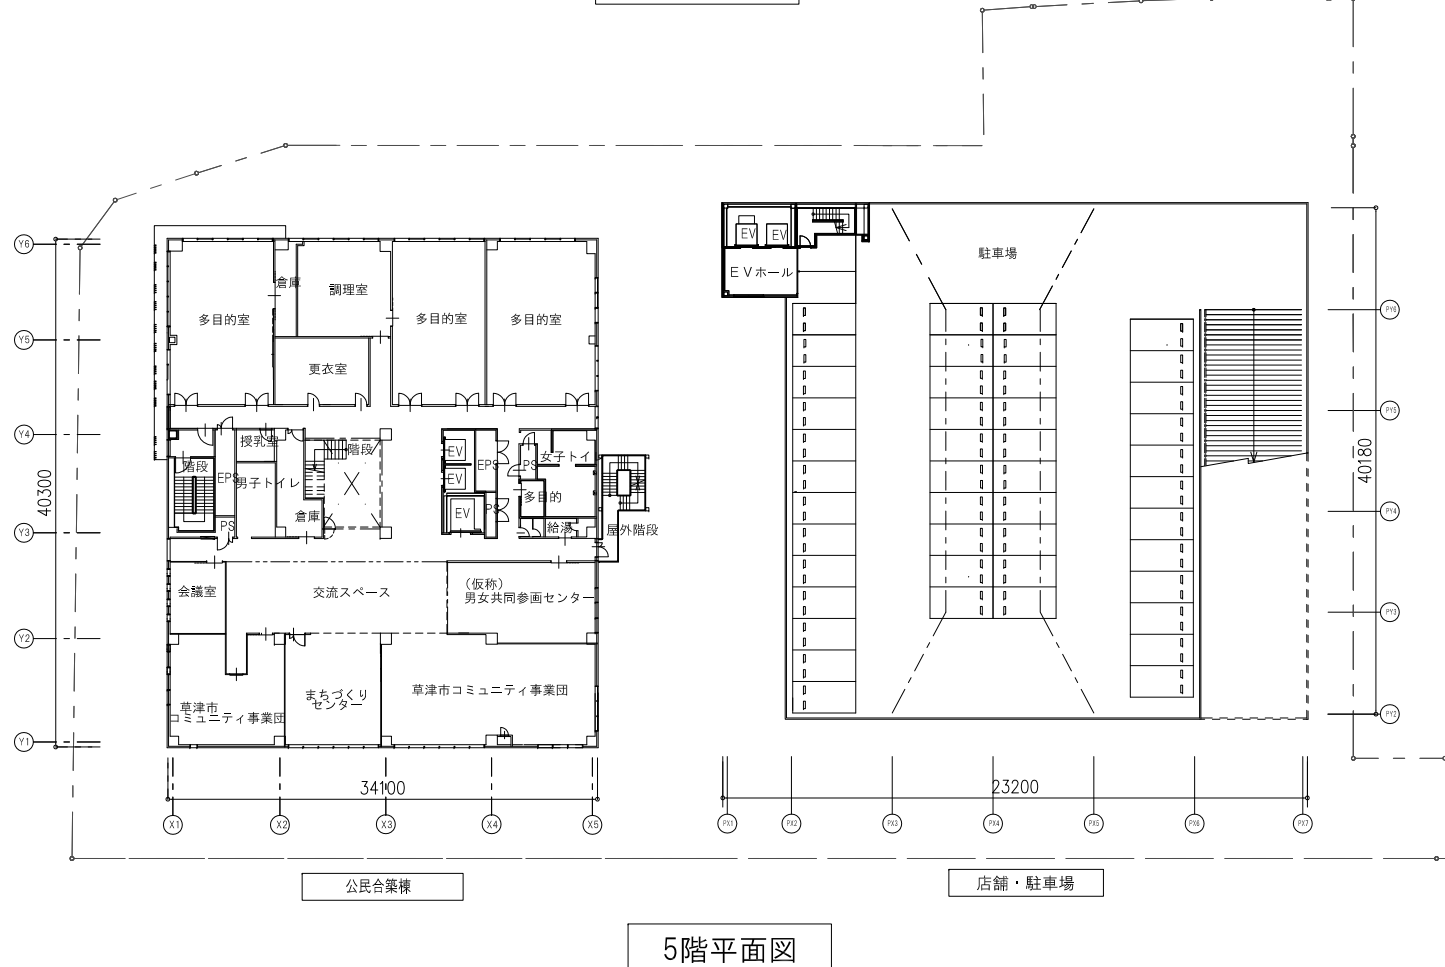 駐車場
EV
EV
EVホール
倉庫
調理室
多目的室
多目的室
多目的室
更衣室
授乳室
階段
階段
EPS
男子トイレ
PS
倉庫
EV
EV
EV
EPS
PS
PS
女子トイ
多目的
給湯
屋外階段
会議室
交流スペース
(仮称)
男女共同参画センター
草津市
コミュニティ事業団
まちづくり
センター
草津市コミュニティ事業団
Y6
Y5
Y4
Y3
Y2
Y1
40300
34100
X1
X2
X3
X4
X5
PY6
PY5
PY4
PY3
PY2
40180
23200
PX1
PX2
PX3
PX4
PX5
PX6
PX7
公民合築棟
店舗・駐車場
5階平面図